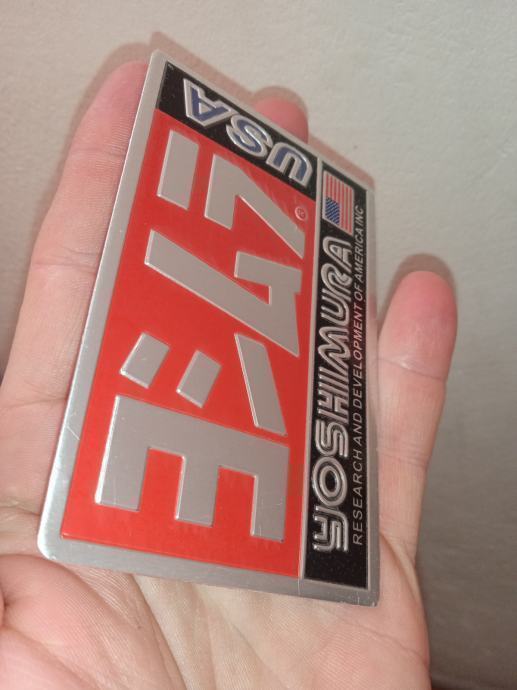 ヨシムラ®
USA
YOSHIMURA
RESEARCH AND DEVELOPMENT OF AMERICA INC.